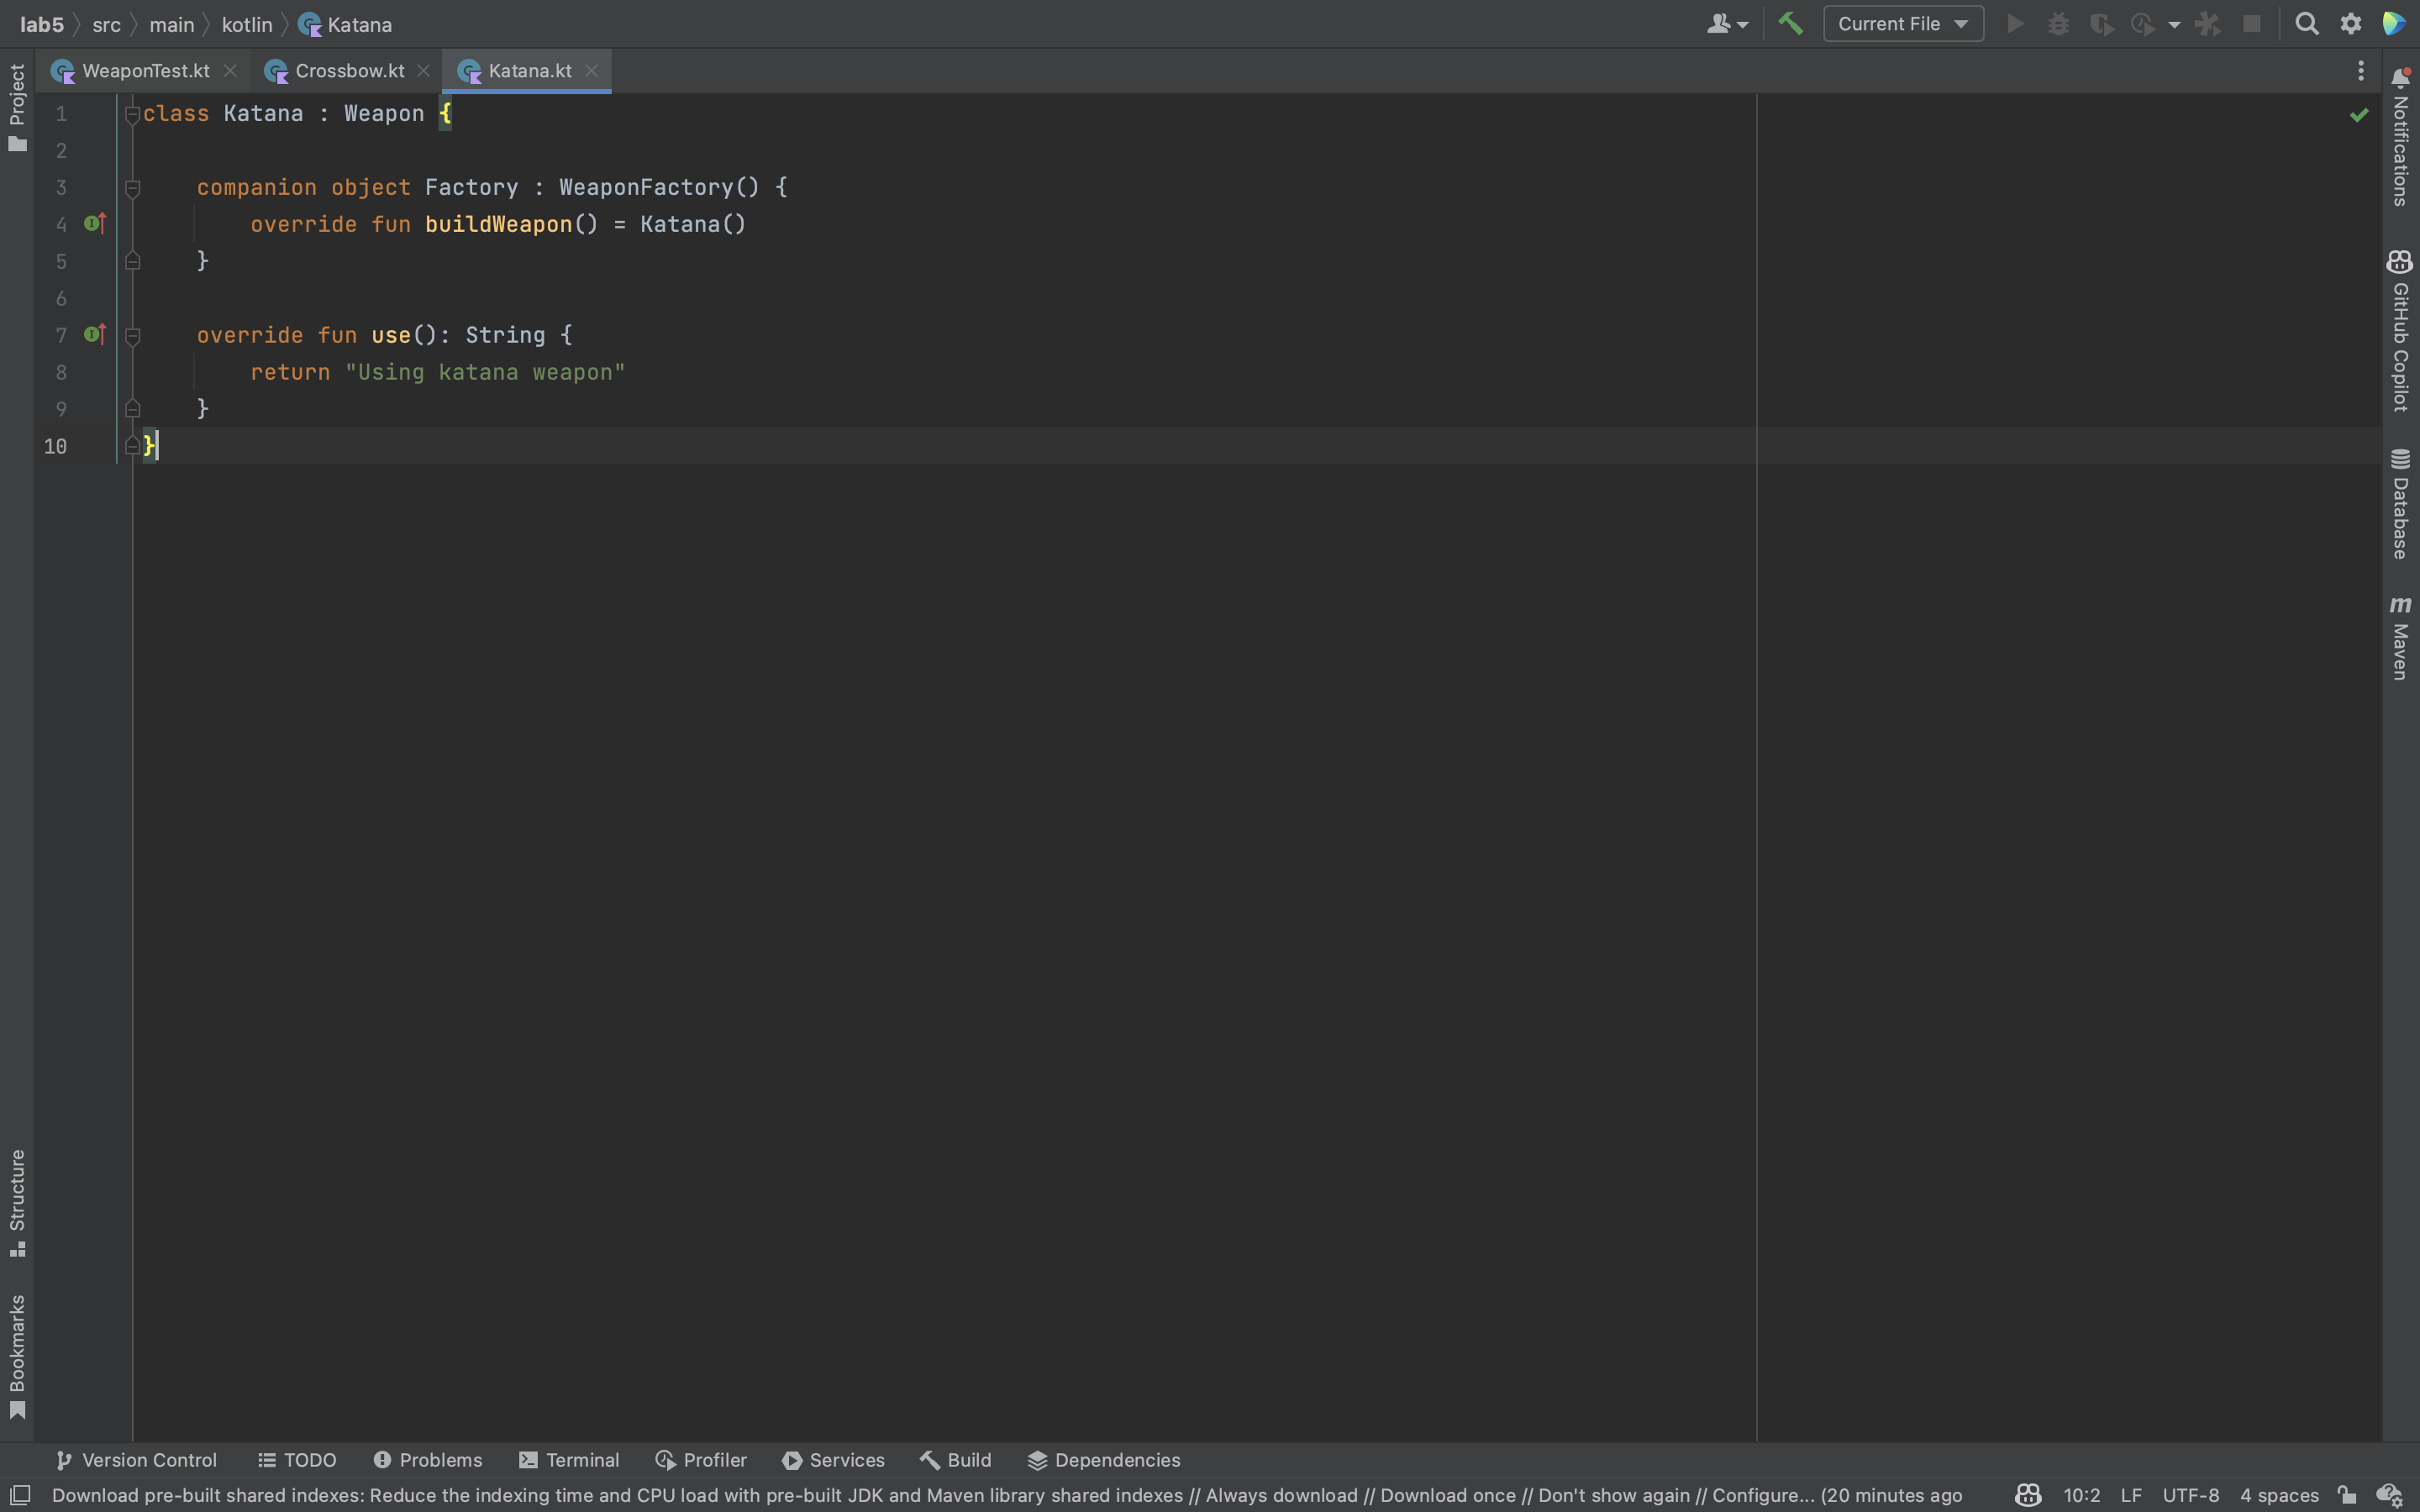 lab5 src main kotlin Katana
Current File
WeaponTest.kt Crossbow.kt Katana.kt
Project
Structure
Bookmarks
1 class Katana : Weapon {
2
3 companion object Factory : WeaponFactory() {
4 override fun buildWeapon() = Katana()
5 }
6
7 override fun use(): String {
8 return "Using katana weapon"
9 }
10 }
Notifications
GitHub Copilot
Database
m Maven
Version Control TODO Problems Terminal Profiler Services Build Dependencies
Download pre-built shared indexes: Reduce the indexing time and CPU load with pre-built JDK and Maven library shared indexes // Always download // Download once // Don't show again // Configure... (20 minutes ago 10:2 LF UTF-8 4 spaces